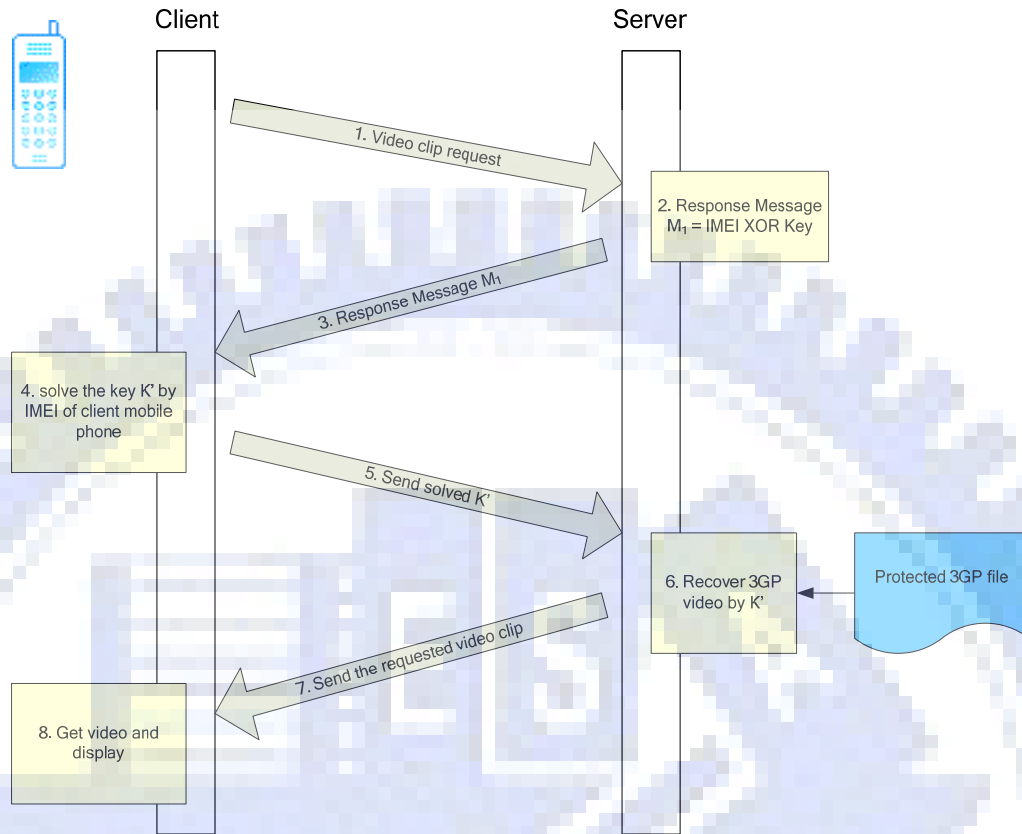 Client
Server
1. Video clip request
2. Response Message
M₁ = IMEI XOR Key
3. Response Message M₁
4. solve the key K' by
IMEI of client mobile
phone
5. Send solved K'
6. Recover 3GP
video by K'
Protected 3GP file
7. Send the requested video clip
8. Get video and
display